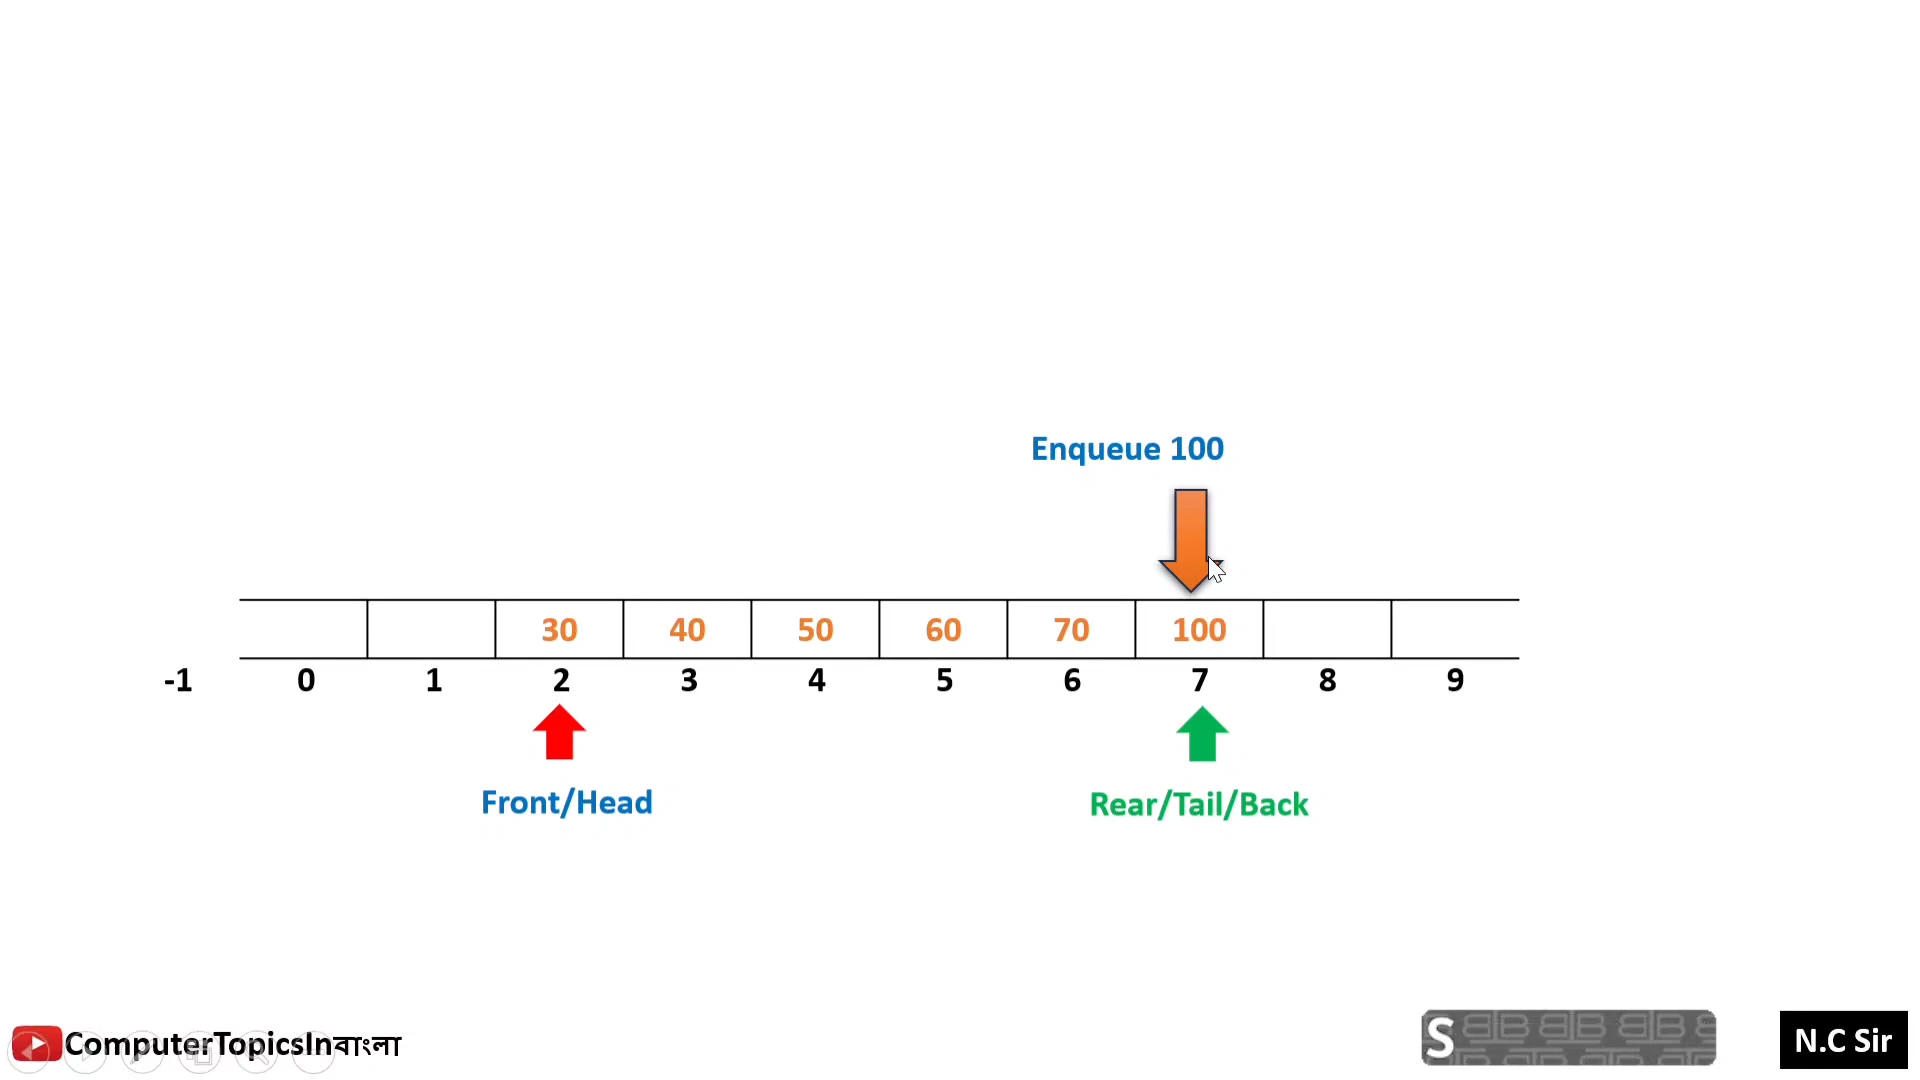 Enqueue 100
30 40 50 60 70 100
-1 0 1 2 3 4 5 6 7 8 9
Front/Head
Rear/Tail/Back
ComputerTopicsInবাংলা
S
N.C Sir